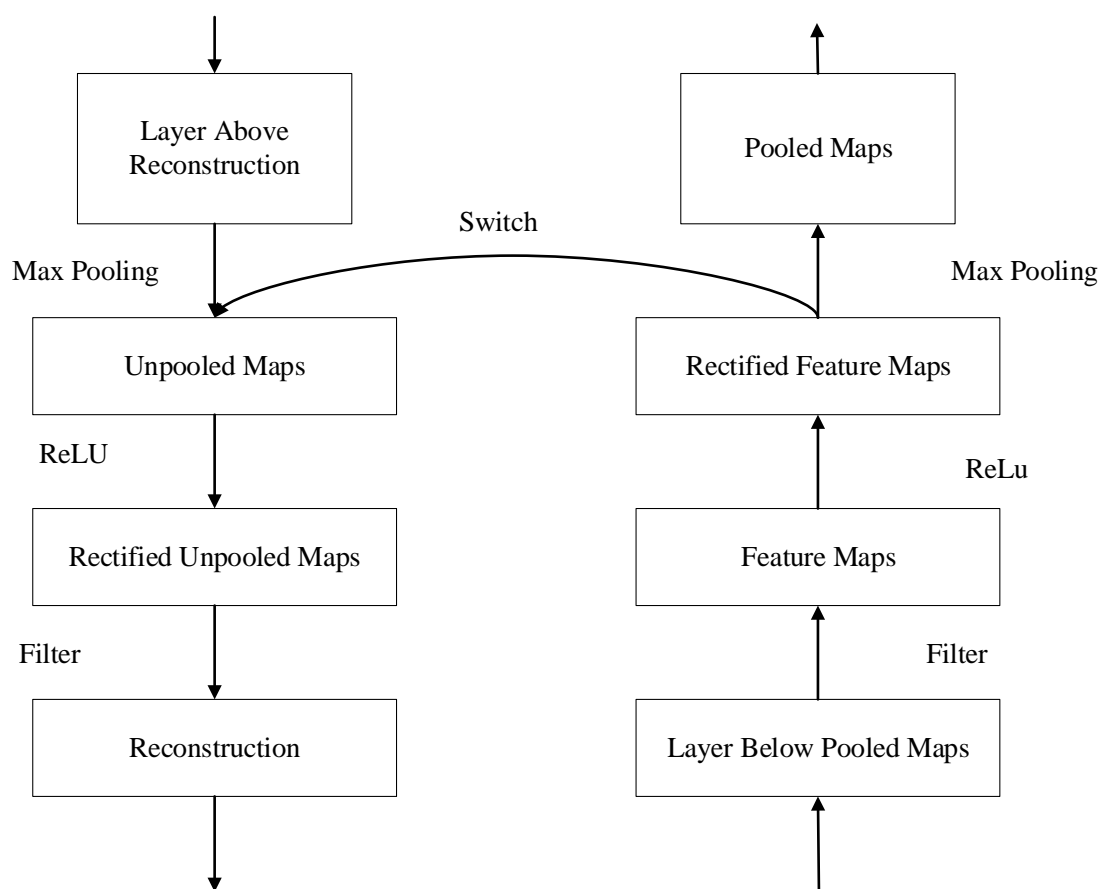 Layer Above
Reconstruction
Pooled Maps
Switch
Max Pooling
Max Pooling
Unpooled Maps
Rectified Feature Maps
ReLU
ReLu
Rectified Unpooled Maps
Feature Maps
Filter
Filter
Reconstruction
Layer Below Pooled Maps